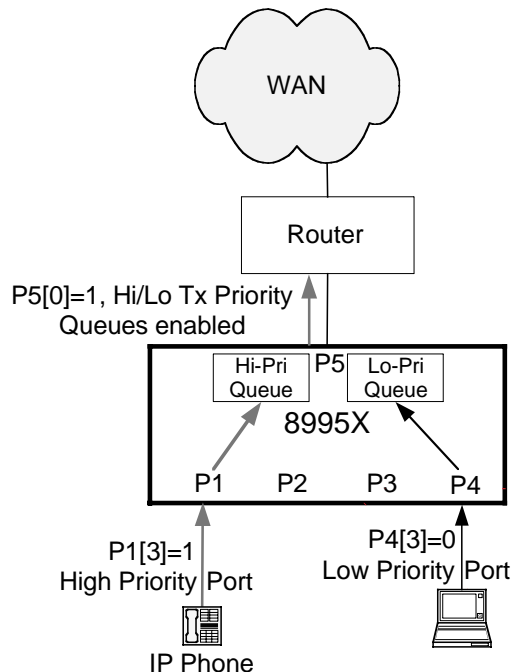 WAN
Router
P5[0]=1, Hi/Lo Tx Priority
Queues enabled
Hi-Pri
Queue
P5
Lo-Pri
Queue
8995X
P1
P2
P3
P4
P1[3]=1
High Priority Port
P4[3]=0
Low Priority Port
IP Phone